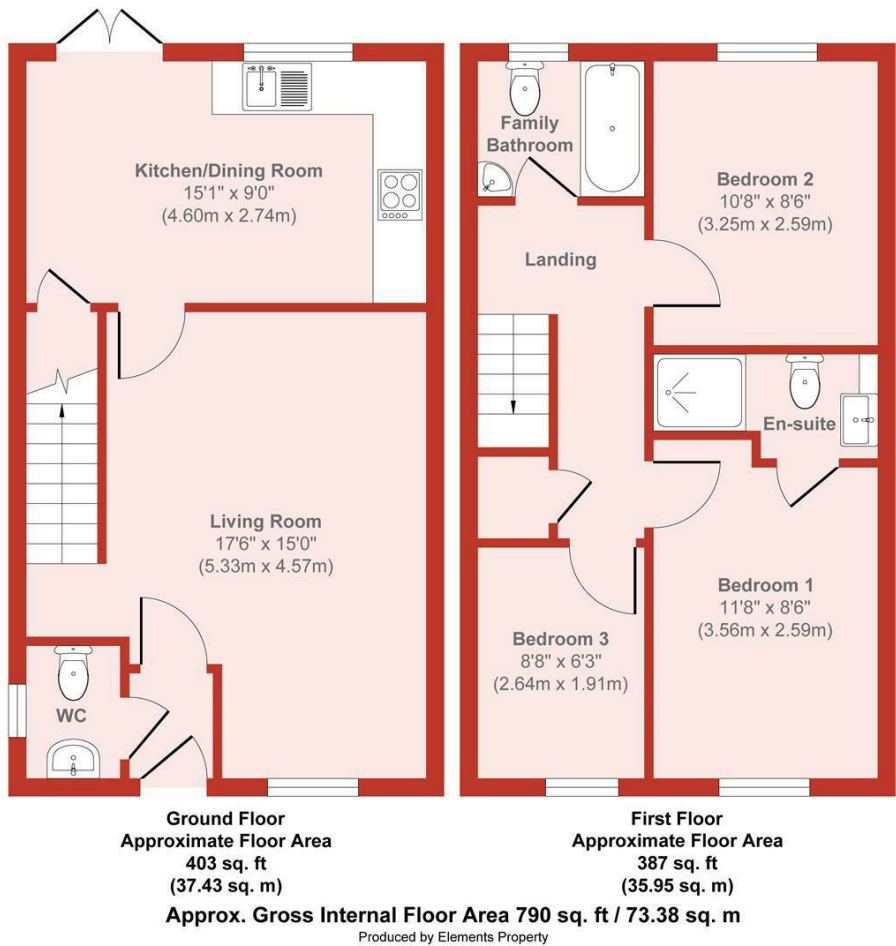 Kitchen/Dining Room
15'1" x 9'0"
(4.60m x 2.74m)
Living Room
17'6" x 15'0"
(5.33m x 4.57m)
WC
Family
Bathroom
Bedroom 2
10'8" x 8'6"
(3.25m x 2.59m)
Landing
En-suite
Bedroom 1
11'8" x 8'6"
(3.56m x 2.59m)
Bedroom 3
8'8" x 6'3"
(2.64m x 1.91m)
Ground Floor
Approximate Floor Area
403 sq. ft
(37.43 sq. m)
First Floor
Approximate Floor Area
387 sq. ft
(35.95 sq. m)
Approx. Gross Internal Floor Area 790 sq. ft / 73.38 sq. m
Produced by Elements Property